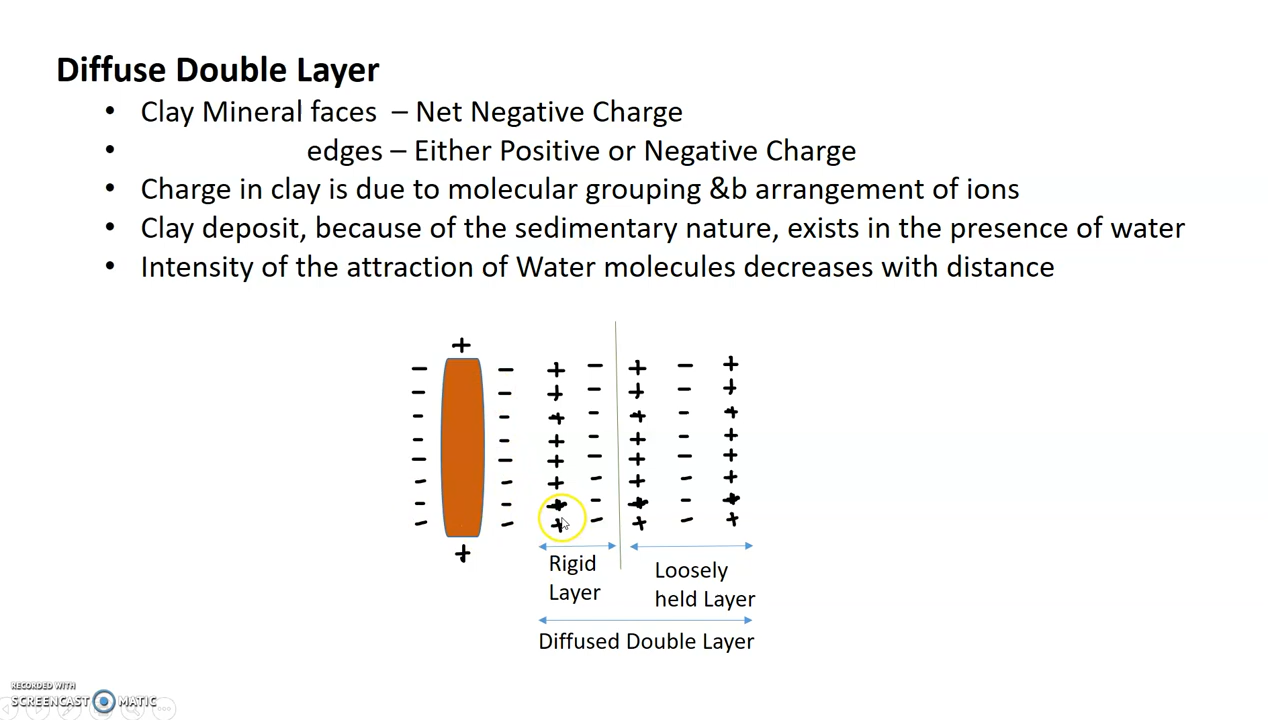 Diffuse Double Layer
• Clay Mineral faces – Net Negative Charge
• edges – Either Positive or Negative Charge
• Charge in clay is due to molecular grouping &b arrangement of ions
• Clay deposit, because of the sedimentary nature, exists in the presence of water
• Intensity of the attraction of Water molecules decreases with distance
+
- - + - + - +
- - + - + - +
- - + - + - +
- - + - + - +
- - + - + - +
- - + - + - +
- - + - + - +
- - + - + - +
+
Rigid
Layer
Loosely
held Layer
Diffused Double Layer
RECORDED WITH
SCREENCAST MATIC